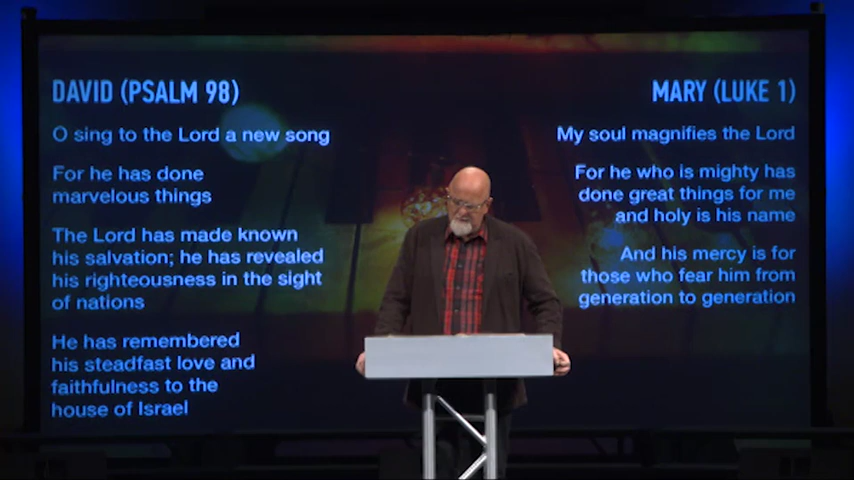 DAVID (PSALM 98)
O sing to the Lord a new song
For he has done
marvelous things
The Lord has made known
his salvation; he has revealed
his righteousness in the sight
of nations
He has remembered
his steadfast love and
faithfulness to the
house of Israel
MARY (LUKE 1)
My soul magnifies the Lord
For he who is mighty has
done great things for me
and holy is his name
And his mercy is for
those who fear him from
generation to generation